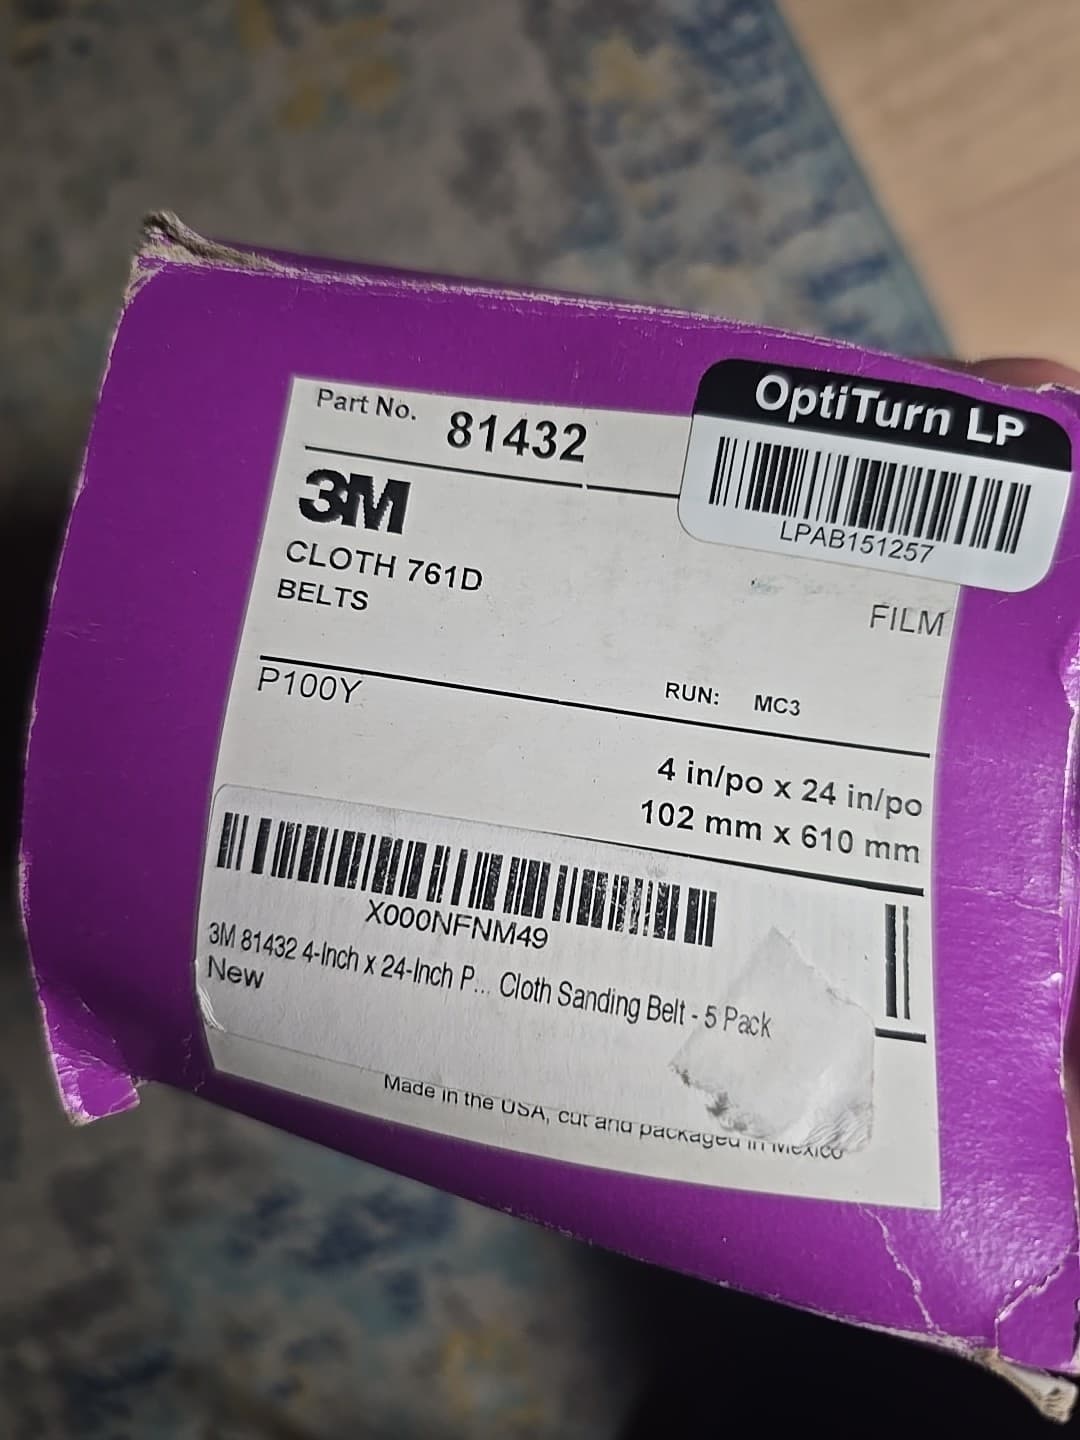 OptiTurn LP
LPAB151257
Part No. 81432
3M
CLOTH 761D
BELTS
FILM
P100Y
RUN: MC3
4 in/po x 24 in/po
102 mm x 610 mm
X000NFNM49
3M 81432 4-Inch x 24-Inch P... Cloth Sanding Belt - 5 Pack
New
Made in the USA, cut and packaged in Mexico